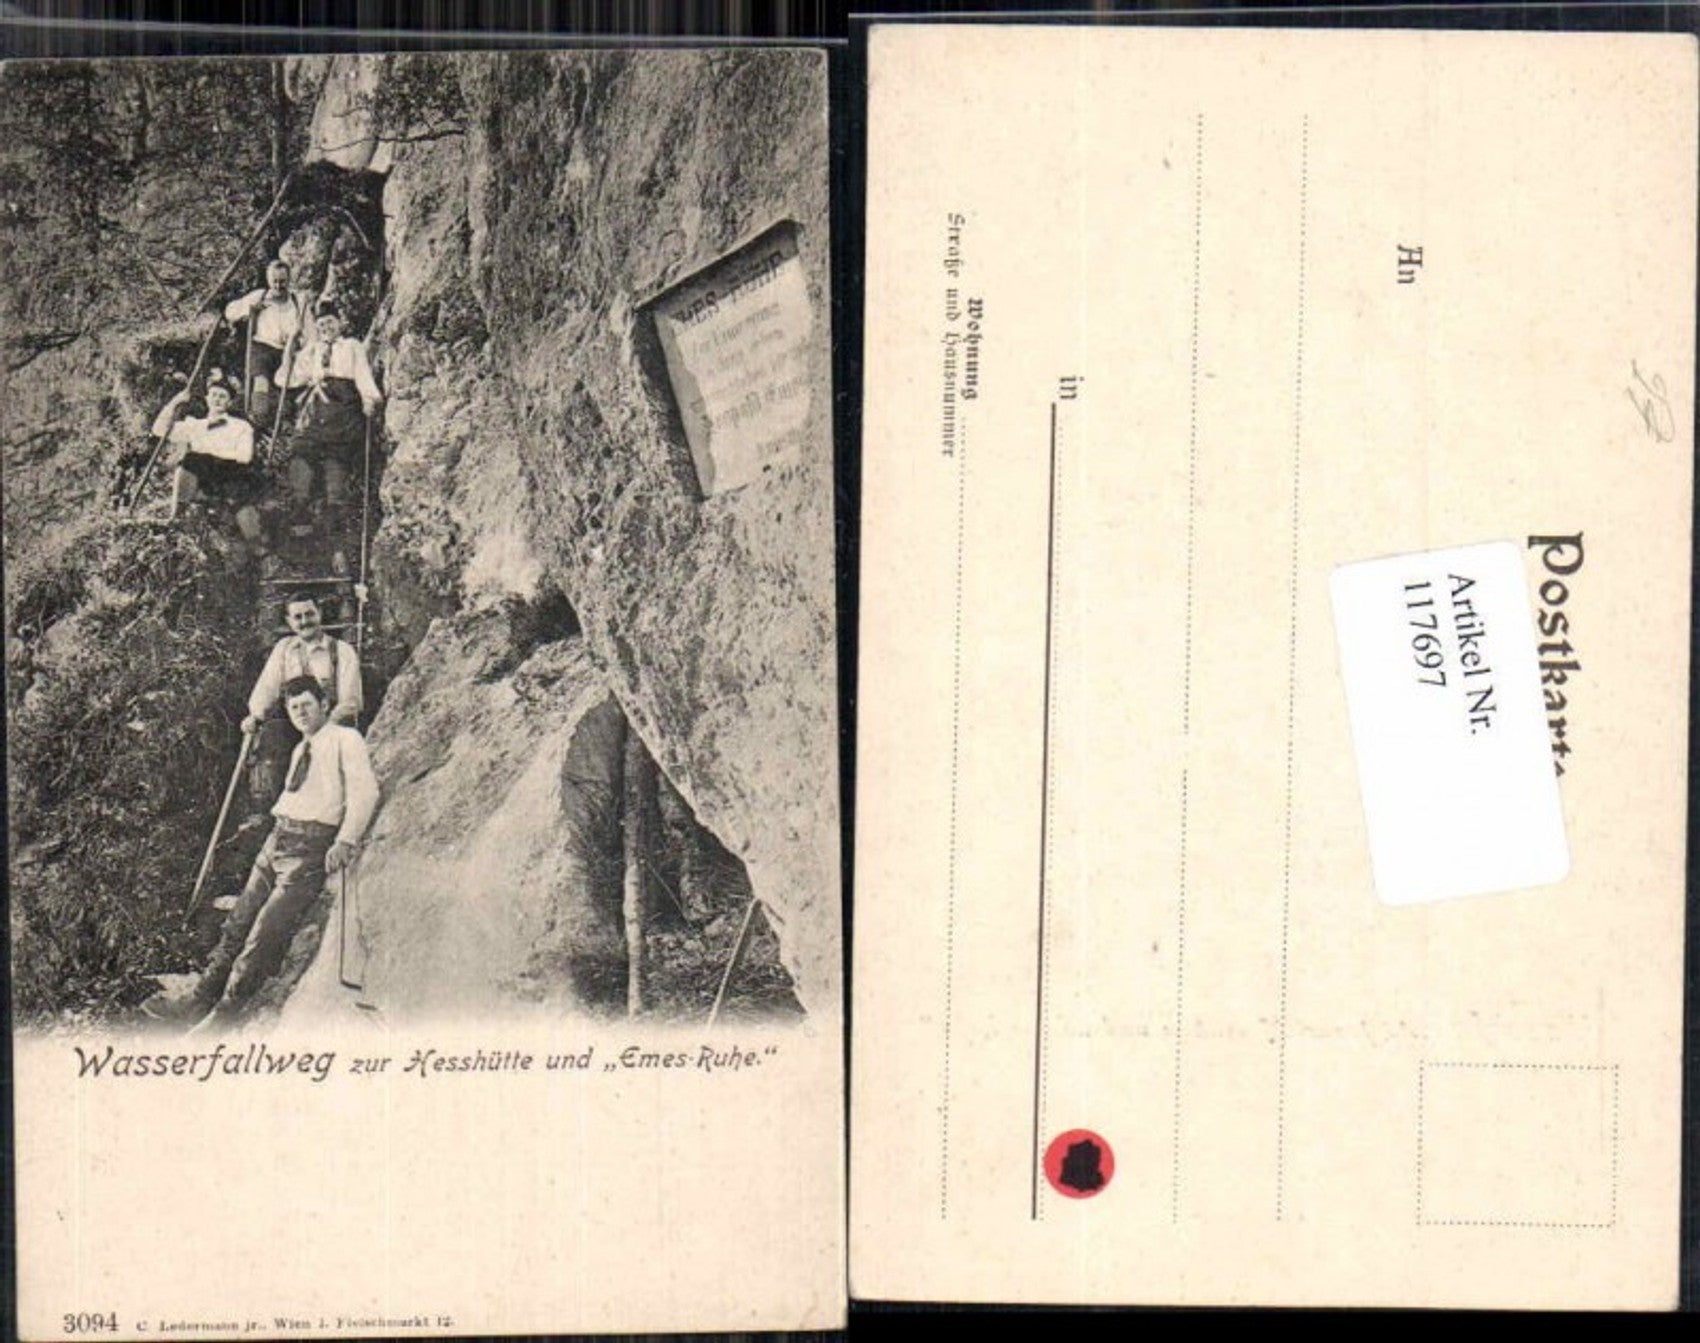 Wasserfallweg zur Hesshütte und „Emes-Ruhe."
3094 C. Ledermann jr., Wien I. Fleischmarkt 12.
Postkarte
An
in
Wohnung
Straße und Hausnummer
Artikel Nr.
117697